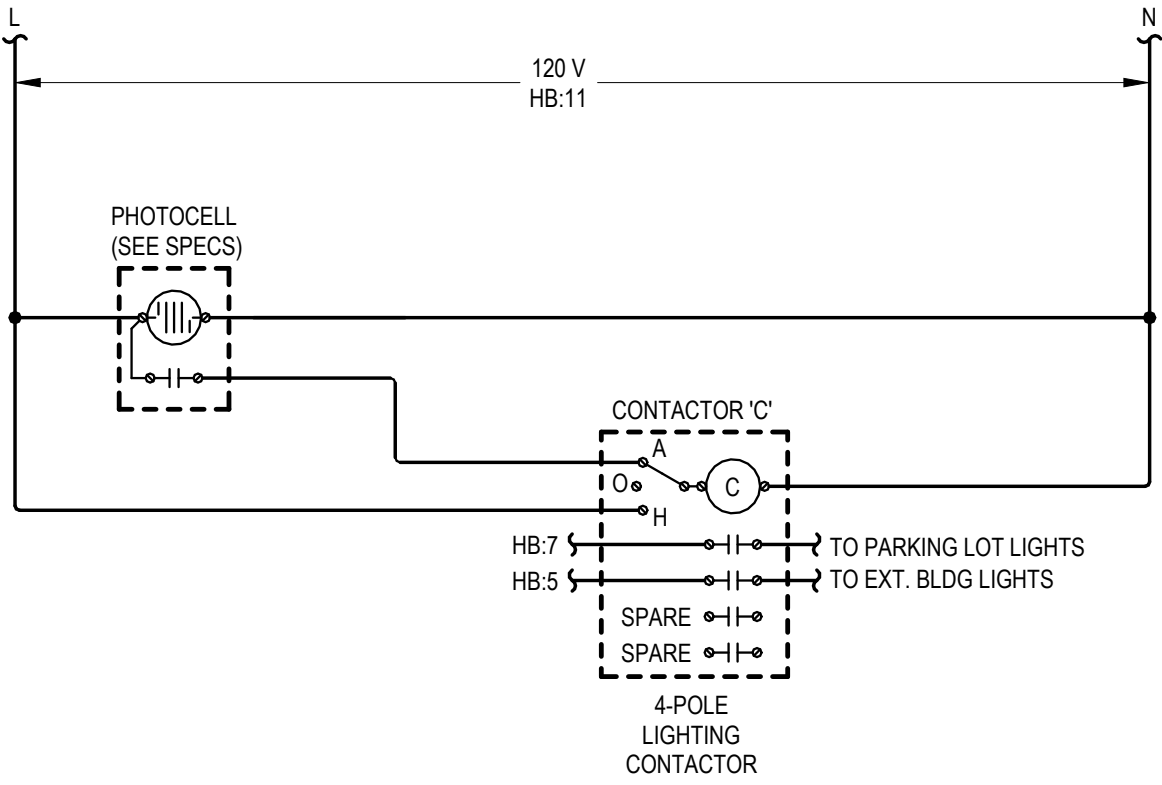 L
N
120 V
HB:11
PHOTOCELL
(SEE SPECS)
CONTACTOR 'C'
A
O
C
H
HB:7
TO PARKING LOT LIGHTS
HB:5
TO EXT. BLDG LIGHTS
SPARE
SPARE
4-POLE
LIGHTING
CONTACTOR